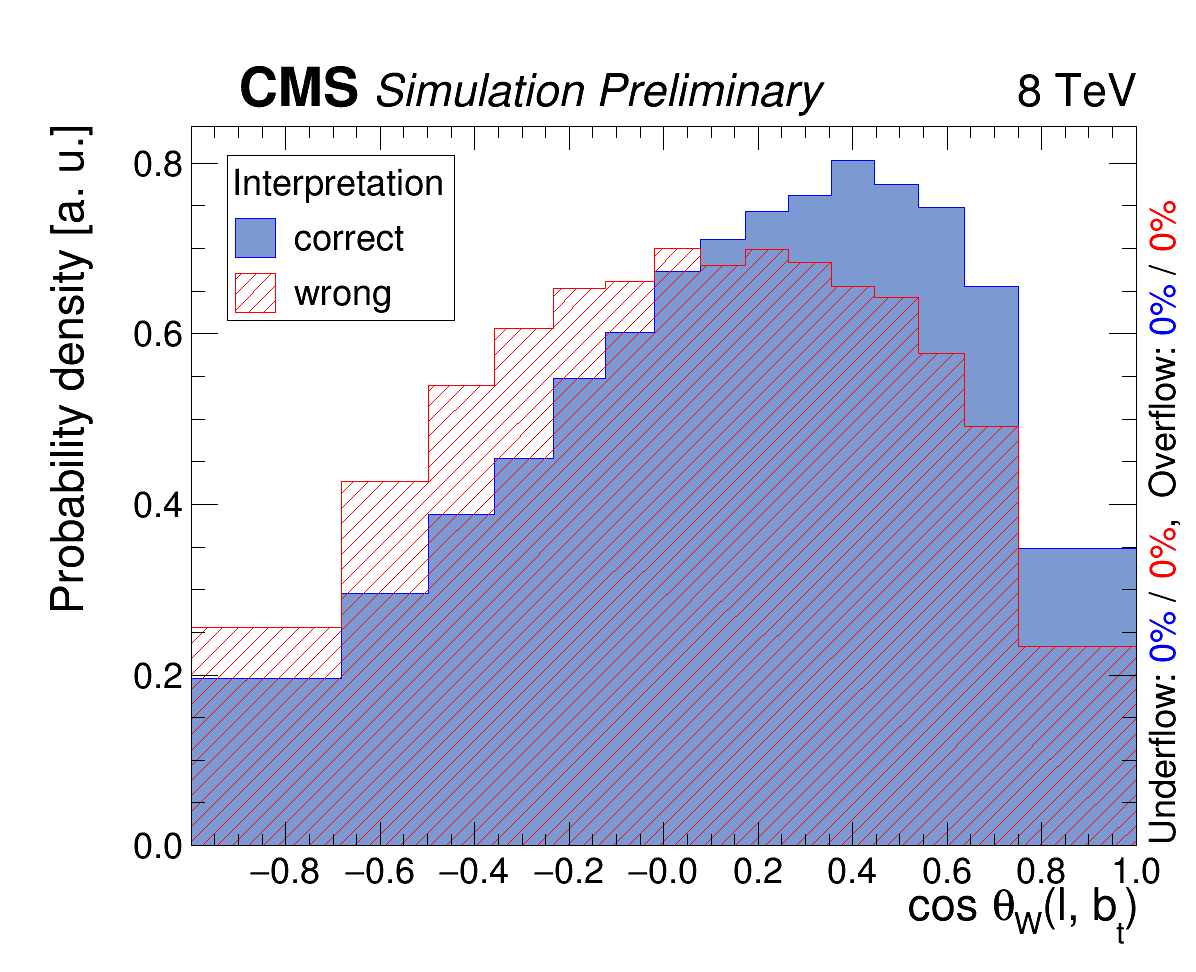 CMS Simulation Preliminary 8 TeV
Probability density [a. u.]
Interpretation
correct
wrong
0.8
0.6
0.4
0.2
0.0
−0.8 −0.6 −0.4 −0.2 −0.0 0.2 0.4 0.6 0.8 1.0
cos θW(l, bt)
Underflow: 0% / 0%, Overflow: 0% / 0%